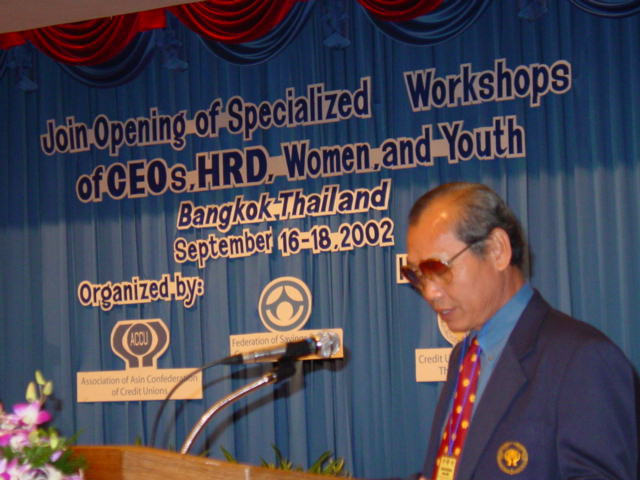 Join Opening of Specialized Workshops
of CEOs, HRD, Women, and Youth
Bangkok Thailand
September 16-18, 2002
Organized by:
ACCU
Association of Asin Confederation
of Credit Unions
Federation of Savings
Credit